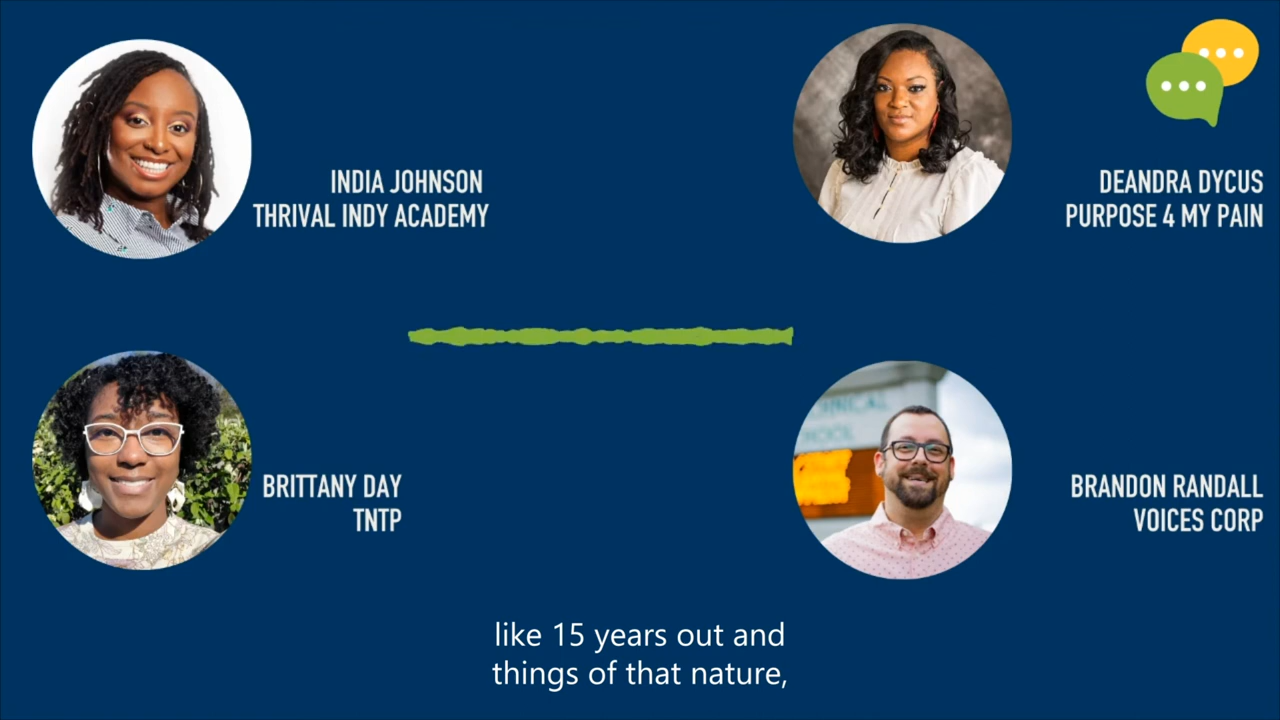 INDIA JOHNSON
THRIVAL INDY ACADEMY
DEANDRA DYCUS
PURPOSE 4 MY PAIN
BRITTANY DAY
TNTP
BRANDON RANDALL
VOICES CORP
like 15 years out and
things of that nature,